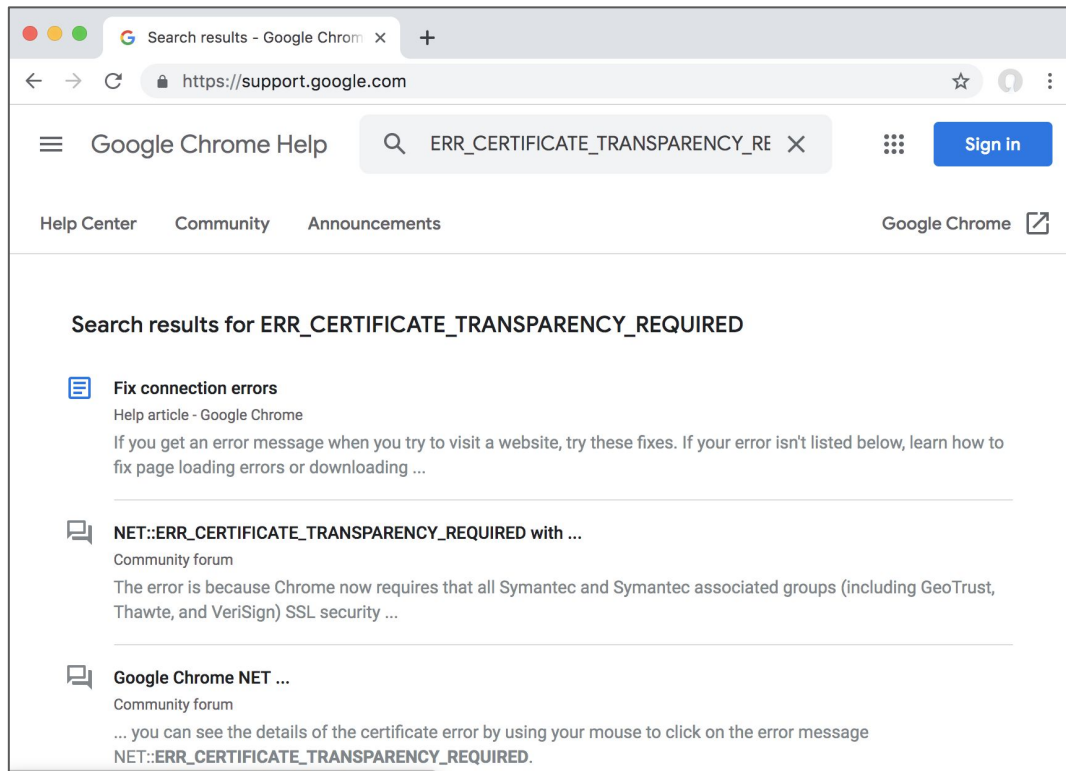 Search results - Google Chrom
https://support.google.com
Google Chrome Help
ERR_CERTIFICATE_TRANSPARENCY_RE
Sign in
Help Center
Community
Announcements
Google Chrome
Search results for ERR_CERTIFICATE_TRANSPARENCY_REQUIRED
Fix connection errors
Help article - Google Chrome
If you get an error message when you try to visit a website, try these fixes. If your error isn't listed below, learn how to
fix page loading errors or downloading ...
NET::ERR_CERTIFICATE_TRANSPARENCY_REQUIRED with ...
Community forum
The error is because Chrome now requires that all Symantec and Symantec associated groups (including GeoTrust,
Thawte, and VeriSign) SSL security ...
Google Chrome NET ...
Community forum
... you can see the details of the certificate error by using your mouse to click on the error message
NET::ERR_CERTIFICATE_TRANSPARENCY_REQUIRED.